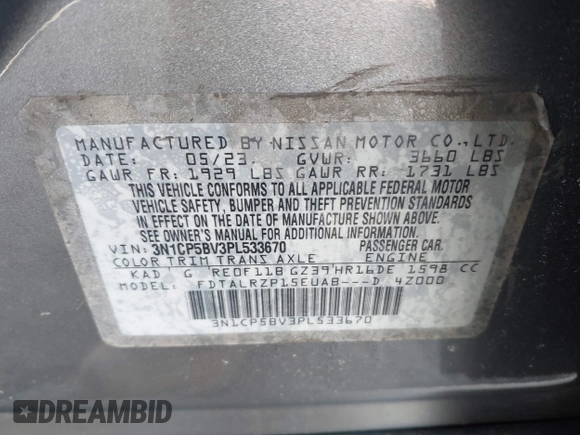 MANUFACTURED BY NISSAN MOTOR CO., LTD.
DATE: 05/23. GVWR: 3660 LBS
GAWR FR: 1929 LBS GAWR RR: 1731 LBS
THIS VEHICLE CONFORMS TO ALL APPLICABLE FEDERAL MOTOR
VEHICLE SAFETY, BUMPER AND THEFT PREVENTION STANDARDS
IN EFFECT ON THE DATE OF MANUFACTURE SHOWN ABOVE.
SEE OWNER'S MANUAL FOR ADDITIONAL INFORMATION.
VIN: 3N1CP5BV3PL533670 PASSENGER CAR.
COLOR TRIM TRANS AXLE ENGINE
KAD G RE0F11B GZ39 HR16DE 1598 CC
MODEL: FDTALRZP15EUAB---D 4Z000
3N1CP5BV3PL533670
DREAMBID